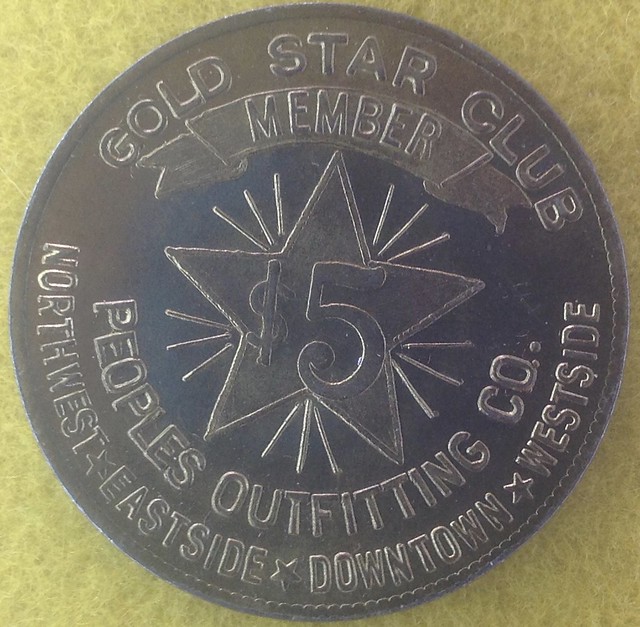 GOLD STAR CLUB
MEMBER
$5
PEOPLES OUTFITTING CO.
NORTHWEST★EASTSIDE★DOWNTOWN★WESTSIDE